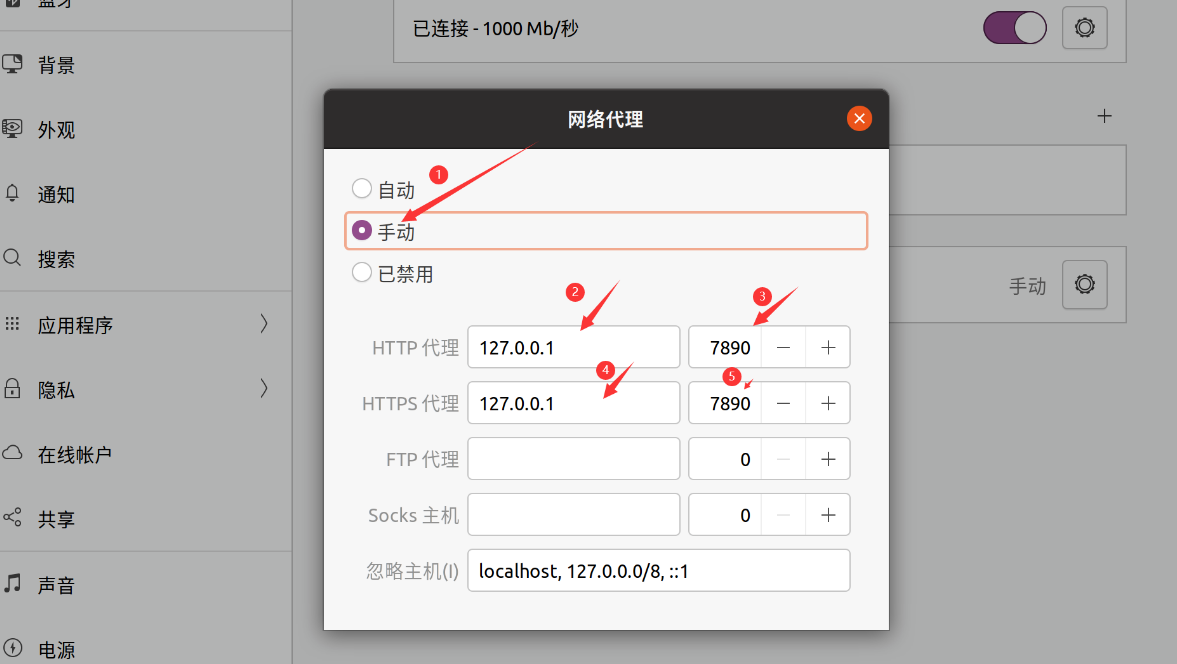 蓝牙
背景
外观
通知
搜索
应用程序
隐私
在线帐户
共享
声音
电源
已连接 - 1000 Mb/秒
手动
网络代理
自动
1
手动
已禁用
2
3
HTTP 代理 127.0.0.1 7890
4
5
HTTPS 代理 127.0.0.1 7890
FTP 代理 0
Socks 主机 0
忽略主机(I) localhost, 127.0.0.0/8, ::1